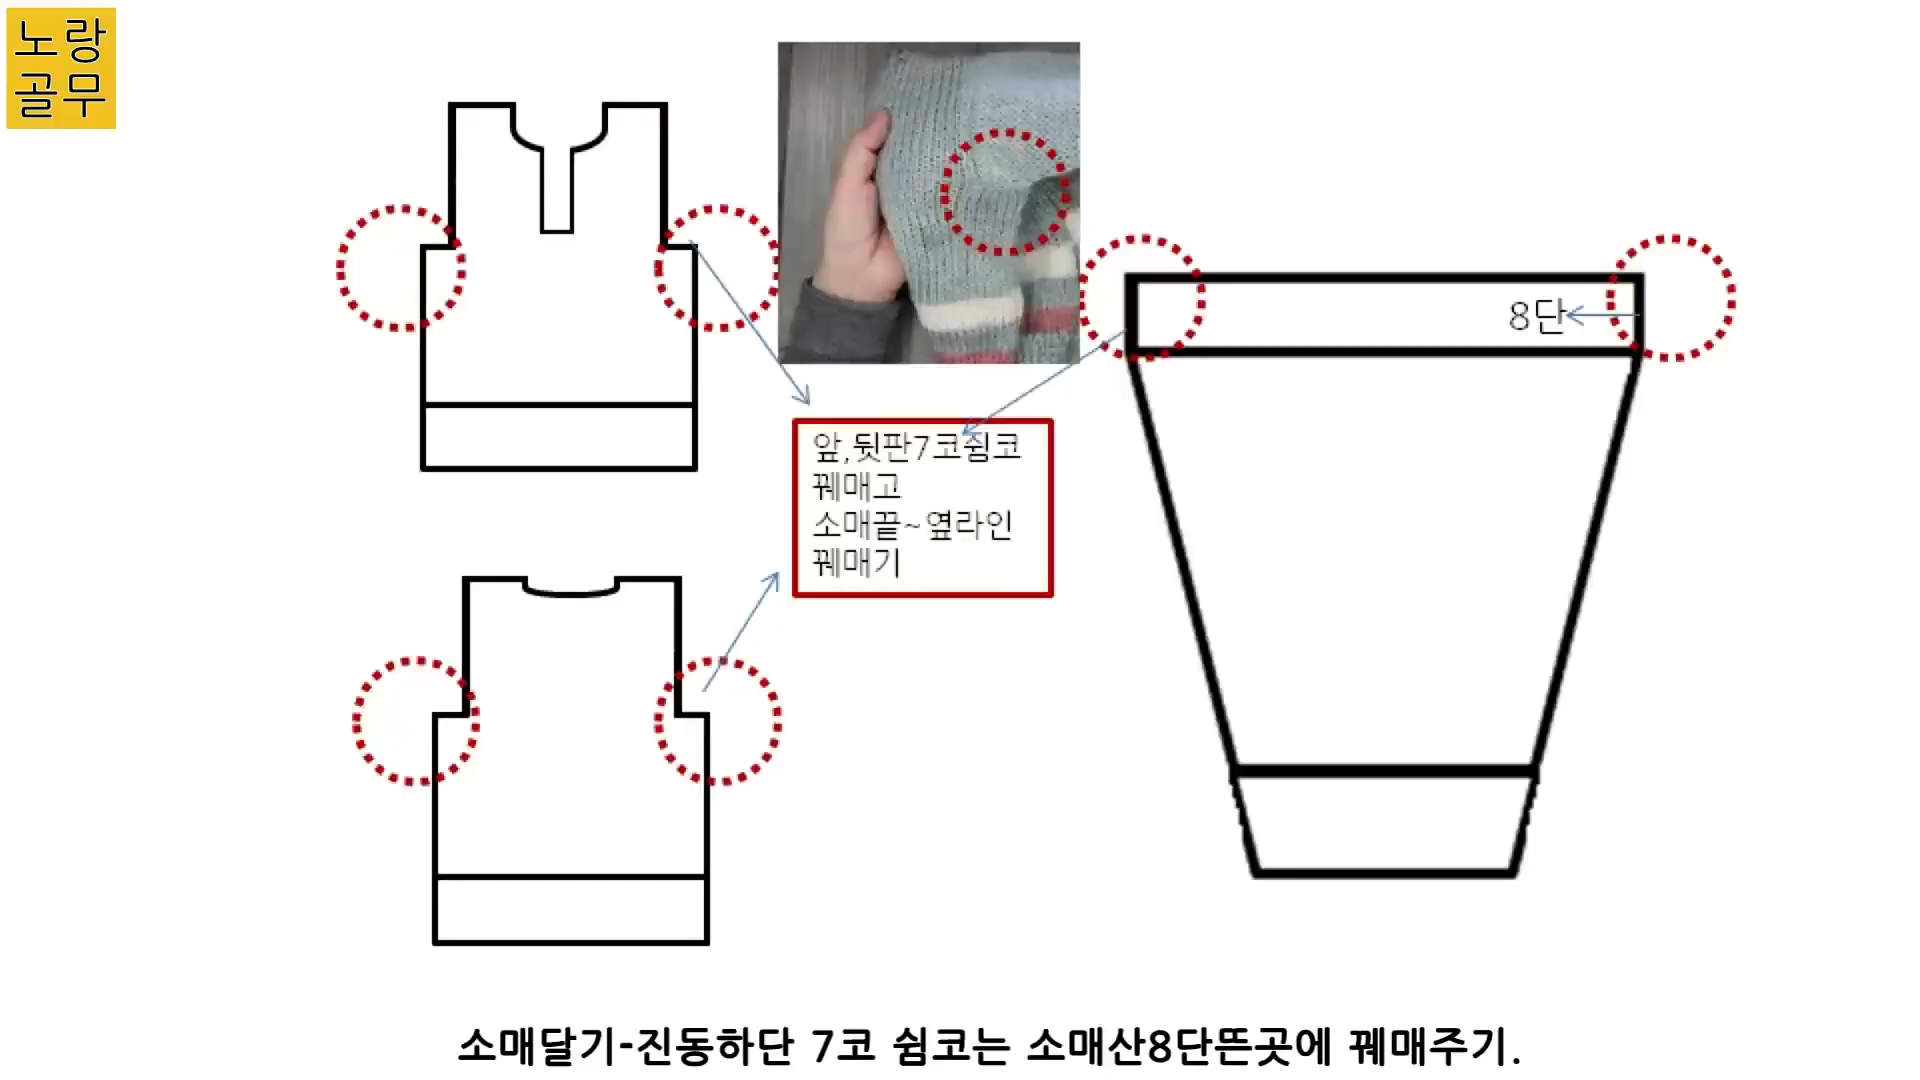 노랑
골무
8단
앞,뒷판7코쉼코
꿰매고
소매끝~옆라인
꿰매기
소매달기-진동하단 7코 쉼코는 소매산8단뜬곳에 꿰매주기.